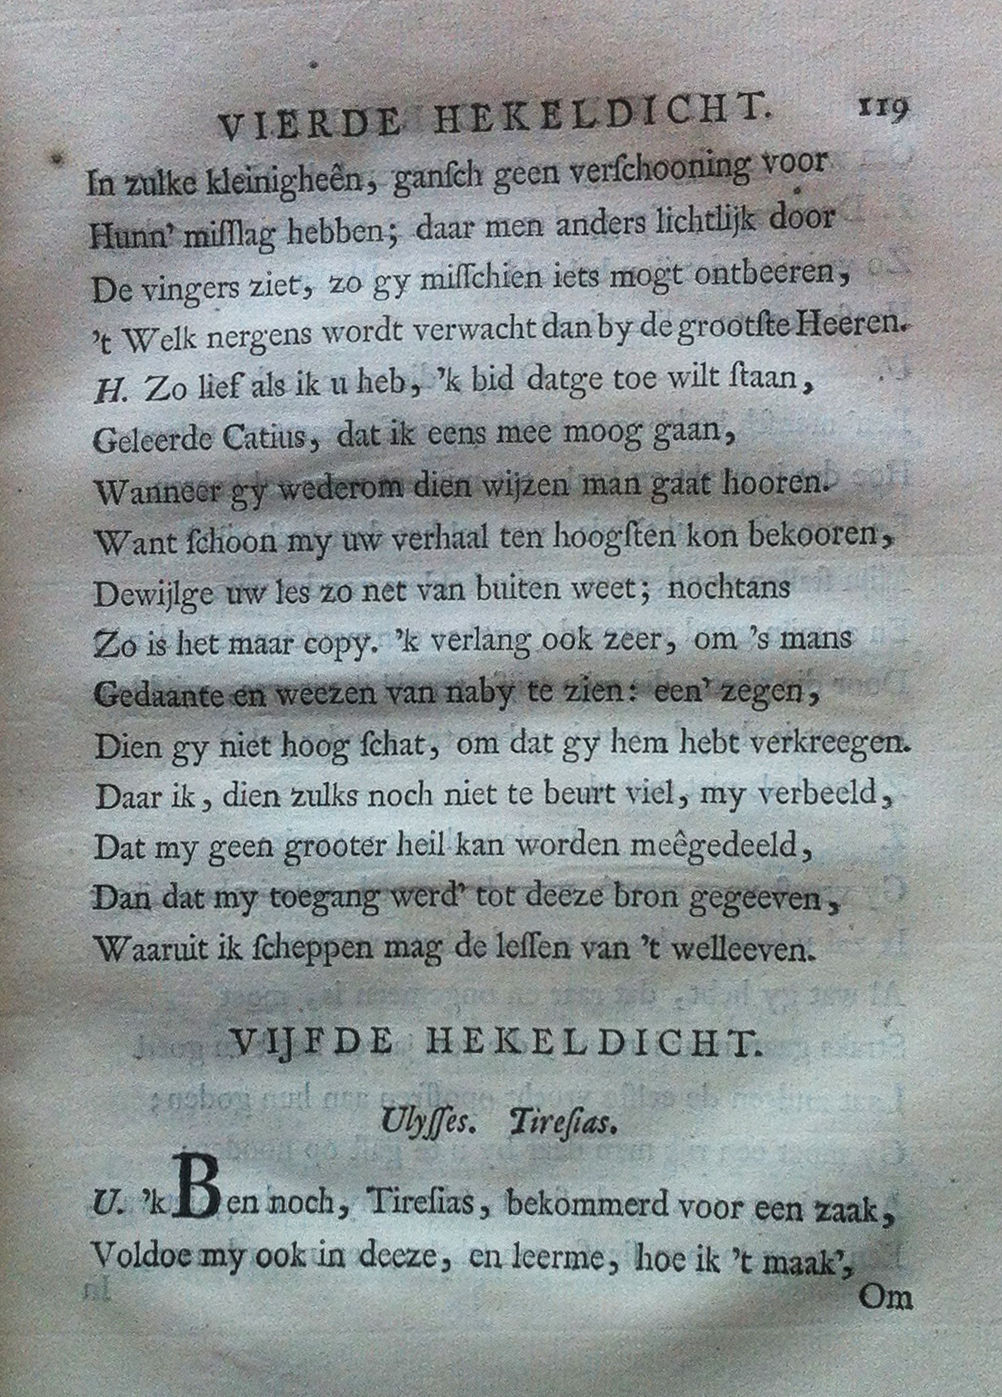 VIERDE HEKELDICHT. 119
In zulke kleinigheên, ganſch geen verſchooning voor
Hunn' miſſlag hebben; daar men anders lichtlijk door
De vingers ziet, zo gy miſſchien iets mogt ontbeeren,
't Welk nergens wordt verwacht dan by de grootſte Heeren.
H. Zo lief als ik u heb, 'k bid datge toe wilt ſtaan,
Geleerde Catius, dat ik eens mee moog gaan,
Wanneer gy wederom dien wijzen man gaat hooren.
Want ſchoon my uw verhaal ten hoogſten kon bekooren,
Dewijlge uw les zo net van buiten weet; nochtans
Zo is het maar copy. 'k verlang ook zeer, om 's mans
Gedaante en weezen van naby te zien: een' zegen,
Dien gy niet hoog ſchat, om dat gy hem hebt verkreegen.
Daar ik, dien zulks noch niet te beurt viel, my verbeeld,
Dat my geen grooter heil kan worden meêgedeeld,
Dan dat my toegang werd' tot deeze bron gegeeven,
Waaruit ik ſcheppen mag de leſſen van 't welleeven.
VIJFDE HEKELDICHT.
Ulyſſes. Tireſias.
U. 'k Ben noch, Tireſias, bekommerd voor een zaak,
Voldoe my ook in deeze, en leerme, hoe ik 't maak',
Om